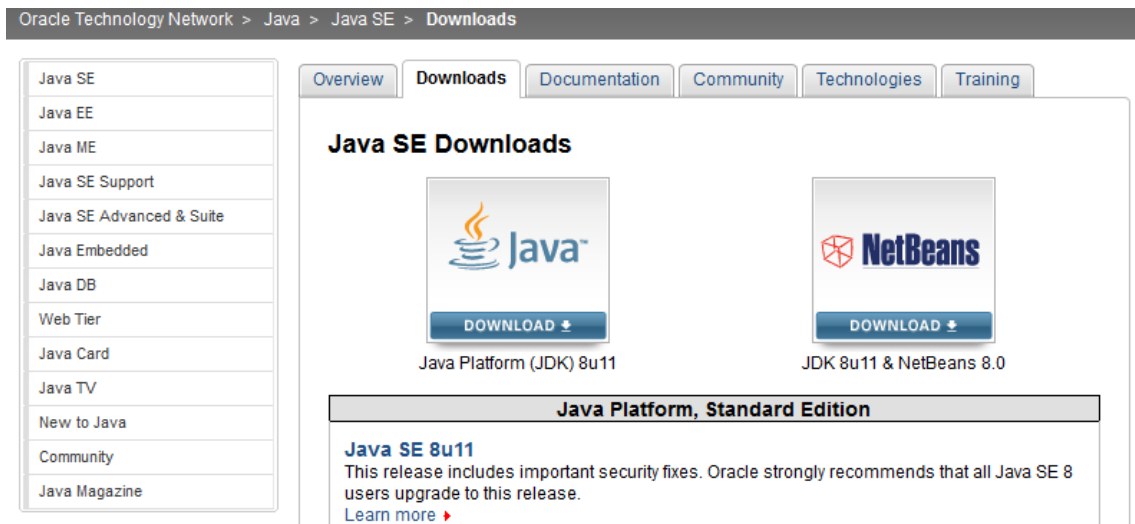 Oracle Technology Network > Java > Java SE > Downloads
Java SE
Java EE
Java ME
Java SE Support
Java SE Advanced & Suite
Java Embedded
Java DB
Web Tier
Java Card
Java TV
New to Java
Community
Java Magazine
Overview Downloads Documentation Community Technologies Training
Java SE Downloads
Java™
NetBeans
DOWNLOAD
DOWNLOAD
Java Platform (JDK) 8u11
JDK 8u11 & NetBeans 8.0
Java Platform, Standard Edition
Java SE 8u11
This release includes important security fixes. Oracle strongly recommends that all Java SE 8
users upgrade to this release.
Learn more